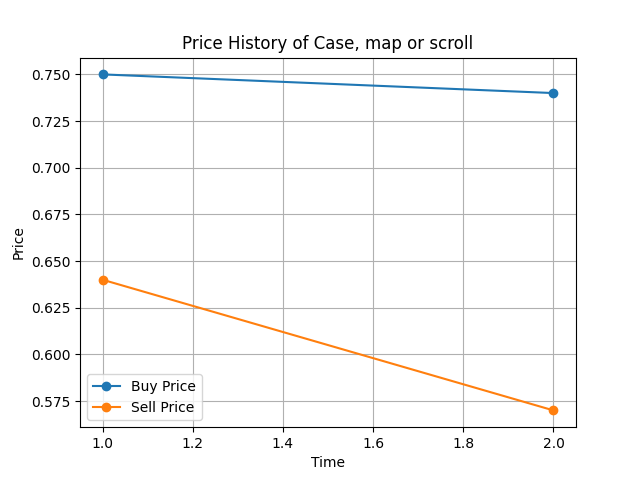 Price History of Case, map or scroll
Price
0.750
0.725
0.700
0.675
0.650
0.625
0.600
0.575
Buy Price
Sell Price
1.0 1.2 1.4 1.6 1.8 2.0
Time